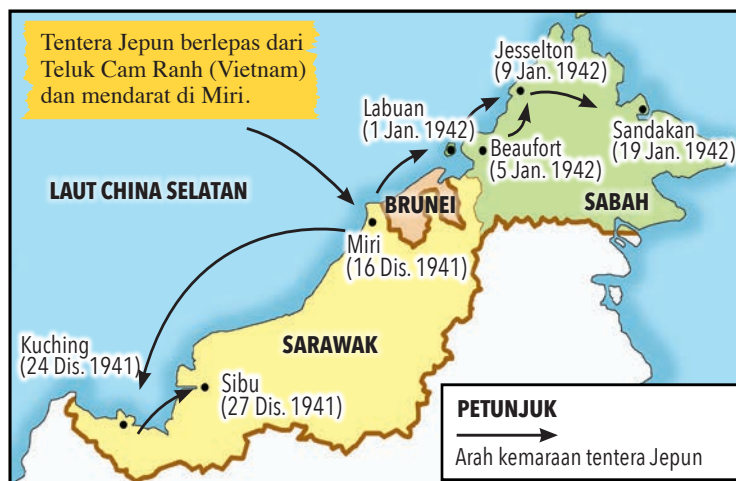 Tentera Jepun berlepas dari
Teluk Cam Ranh (Vietnam)
dan mendarat di Miri.
Jesselton
(9 Jan. 1942)
Labuan
(1 Jan. 1942)
Sandakan
(19 Jan. 1942)
Beaufort
(5 Jan. 1942)
LAUT CHINA SELATAN
BRUNEI
SABAH
Miri
(16 Dis. 1941)
Kuching
(24 Dis. 1941)
SARAWAK
Sibu
(27 Dis. 1941)
PETUNJUK
Arah kemaraan tentera Jepun